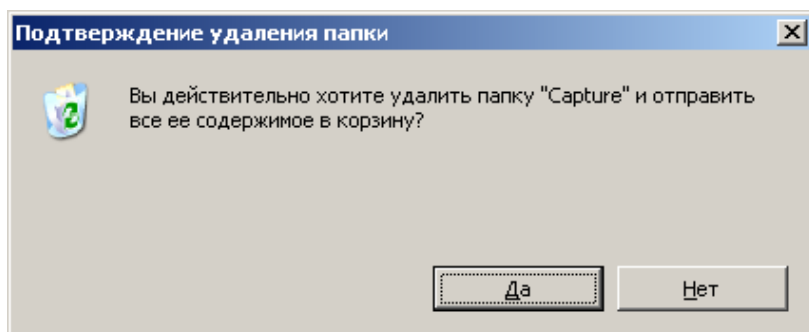 Подтверждение удаления папки
Вы действительно хотите удалить папку "Capture" и отправить
все ее содержимое в корзину?
Да
Нет